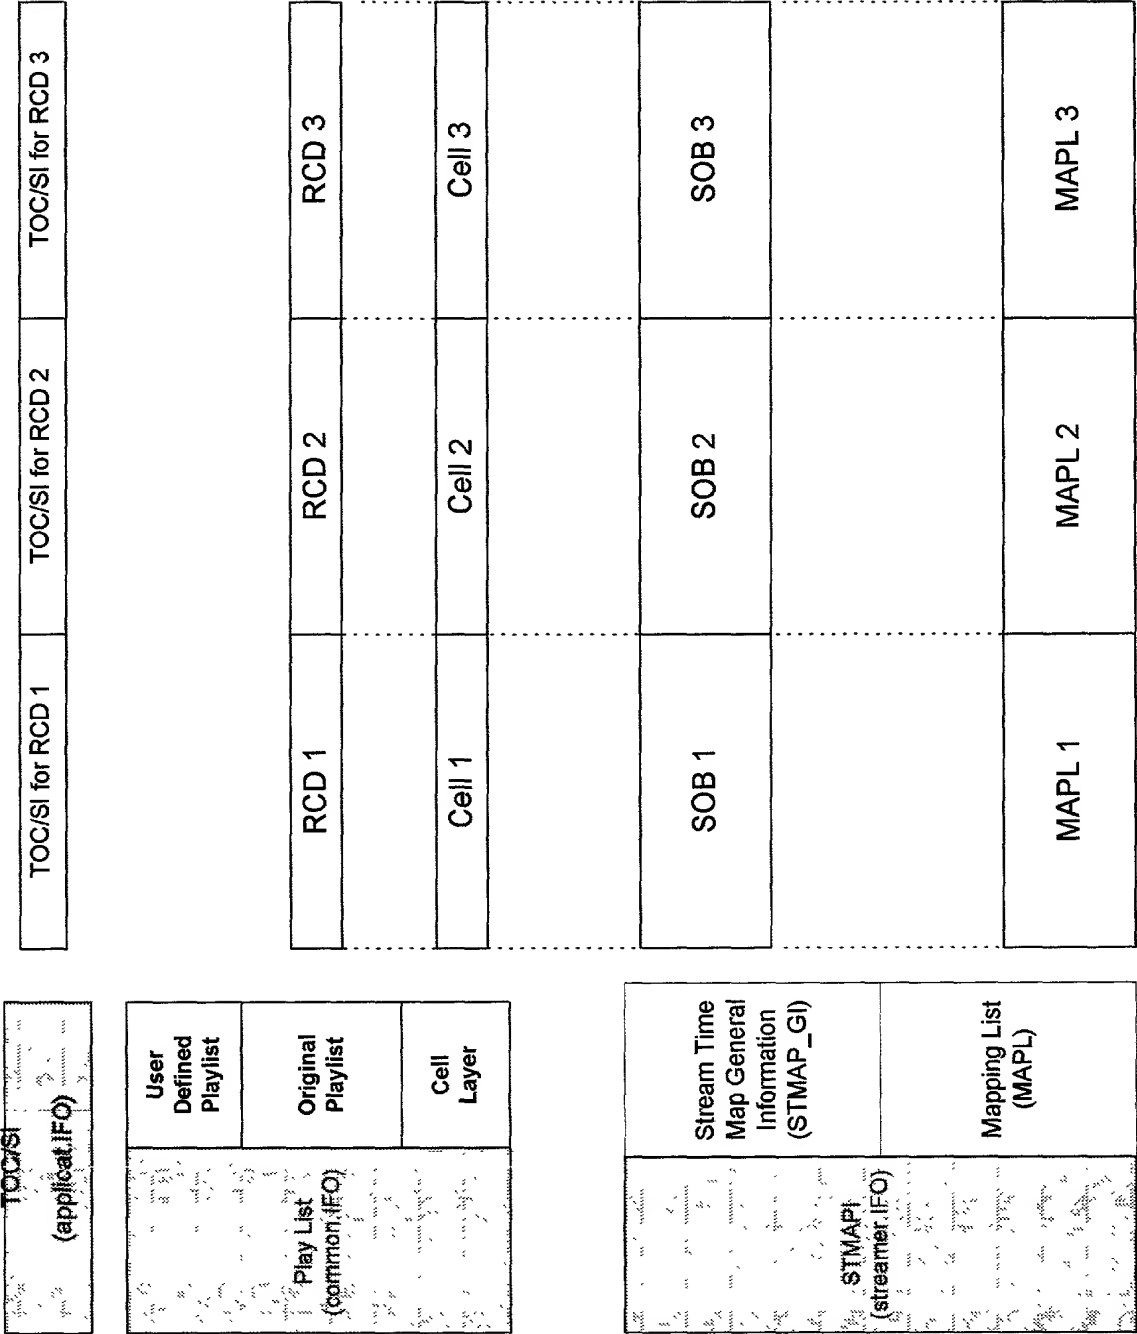 TOC/SI
(applicat.IFO)
TOC/SI for RCD 1
TOC/SI for RCD 2
TOC/SI for RCD 3
Play List
(common.IFO)
User
Defined
Playlist
Original
Playlist
RCD 1
RCD 2
RCD 3
Cell
Layer
Cell 1
Cell 2
Cell 3
STMAPI
(streamer.IFO)
Stream Time
Map General
Information
(STMAP_GI)
SOB 1
SOB 2
SOB 3
Mapping List
(MAPL)
MAPL 1
MAPL 2
MAPL 3